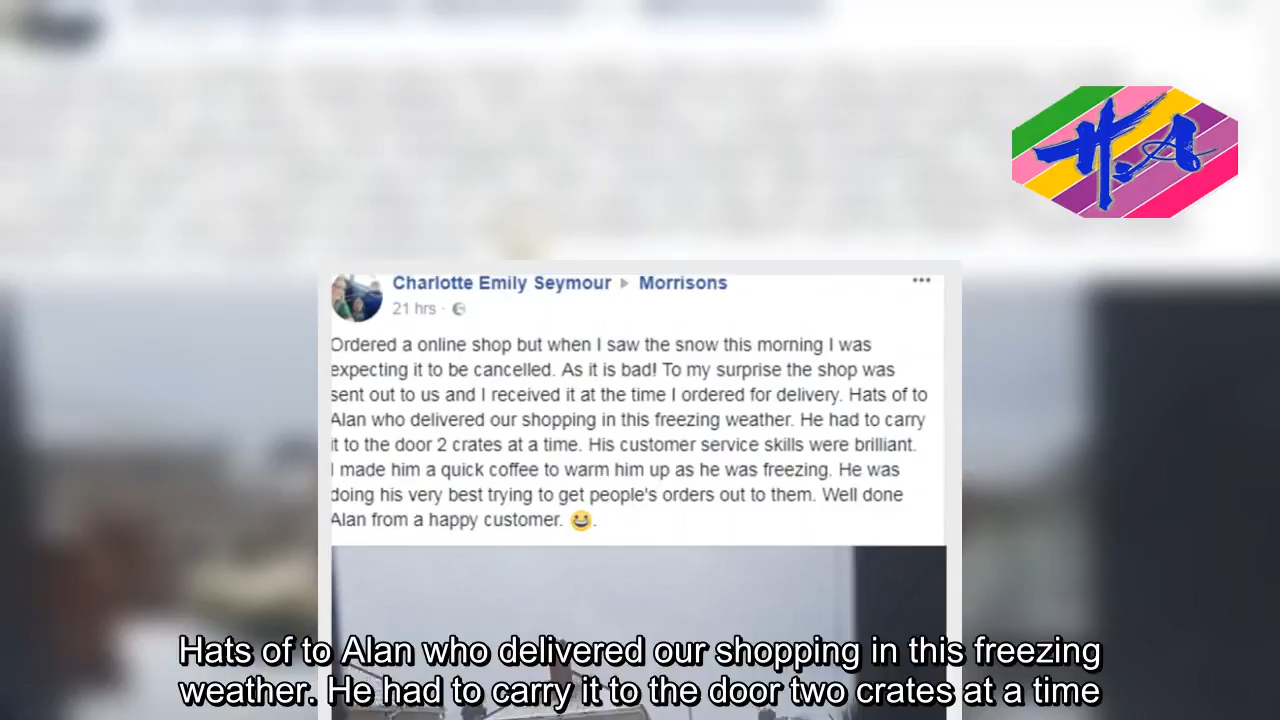 Charlotte Emily Seymour ▸ Morrisons
21 hrs ·
Ordered a online shop but when I saw the snow this morning I was
expecting it to be cancelled. As it is bad! To my surprise the shop was
sent out to us and I received it at the time I ordered for delivery. Hats of to
Alan who delivered our shopping in this freezing weather. He had to carry
it to the door 2 crates at a time. His customer service skills were brilliant.
I made him a quick coffee to warm him up as he was freezing. He was
doing his very best trying to get people's orders out to them. Well done
Alan from a happy customer. 😀.
Hats of to Alan who delivered our shopping in this freezing
weather. He had to carry it to the door two crates at a time